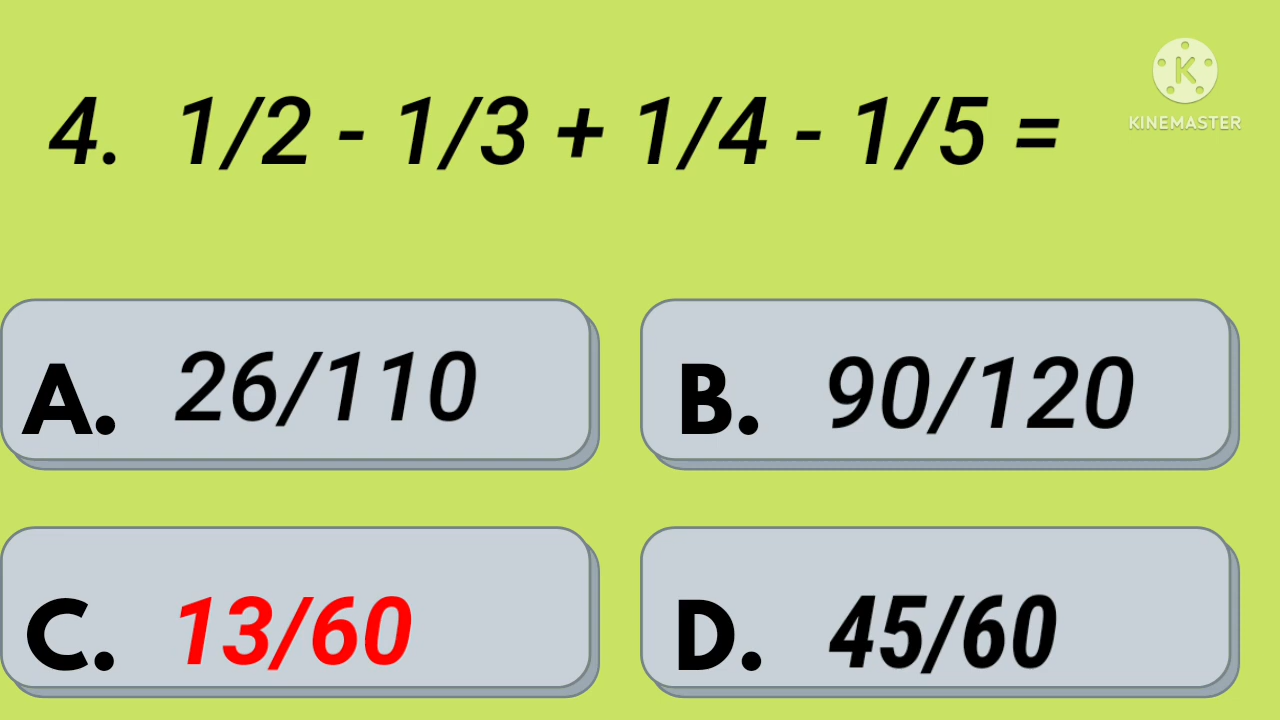 4. 1/2 - 1/3 + 1/4 - 1/5 =
KINEMASTER
A. 26/110
B. 90/120
C. 13/60
D. 45/60